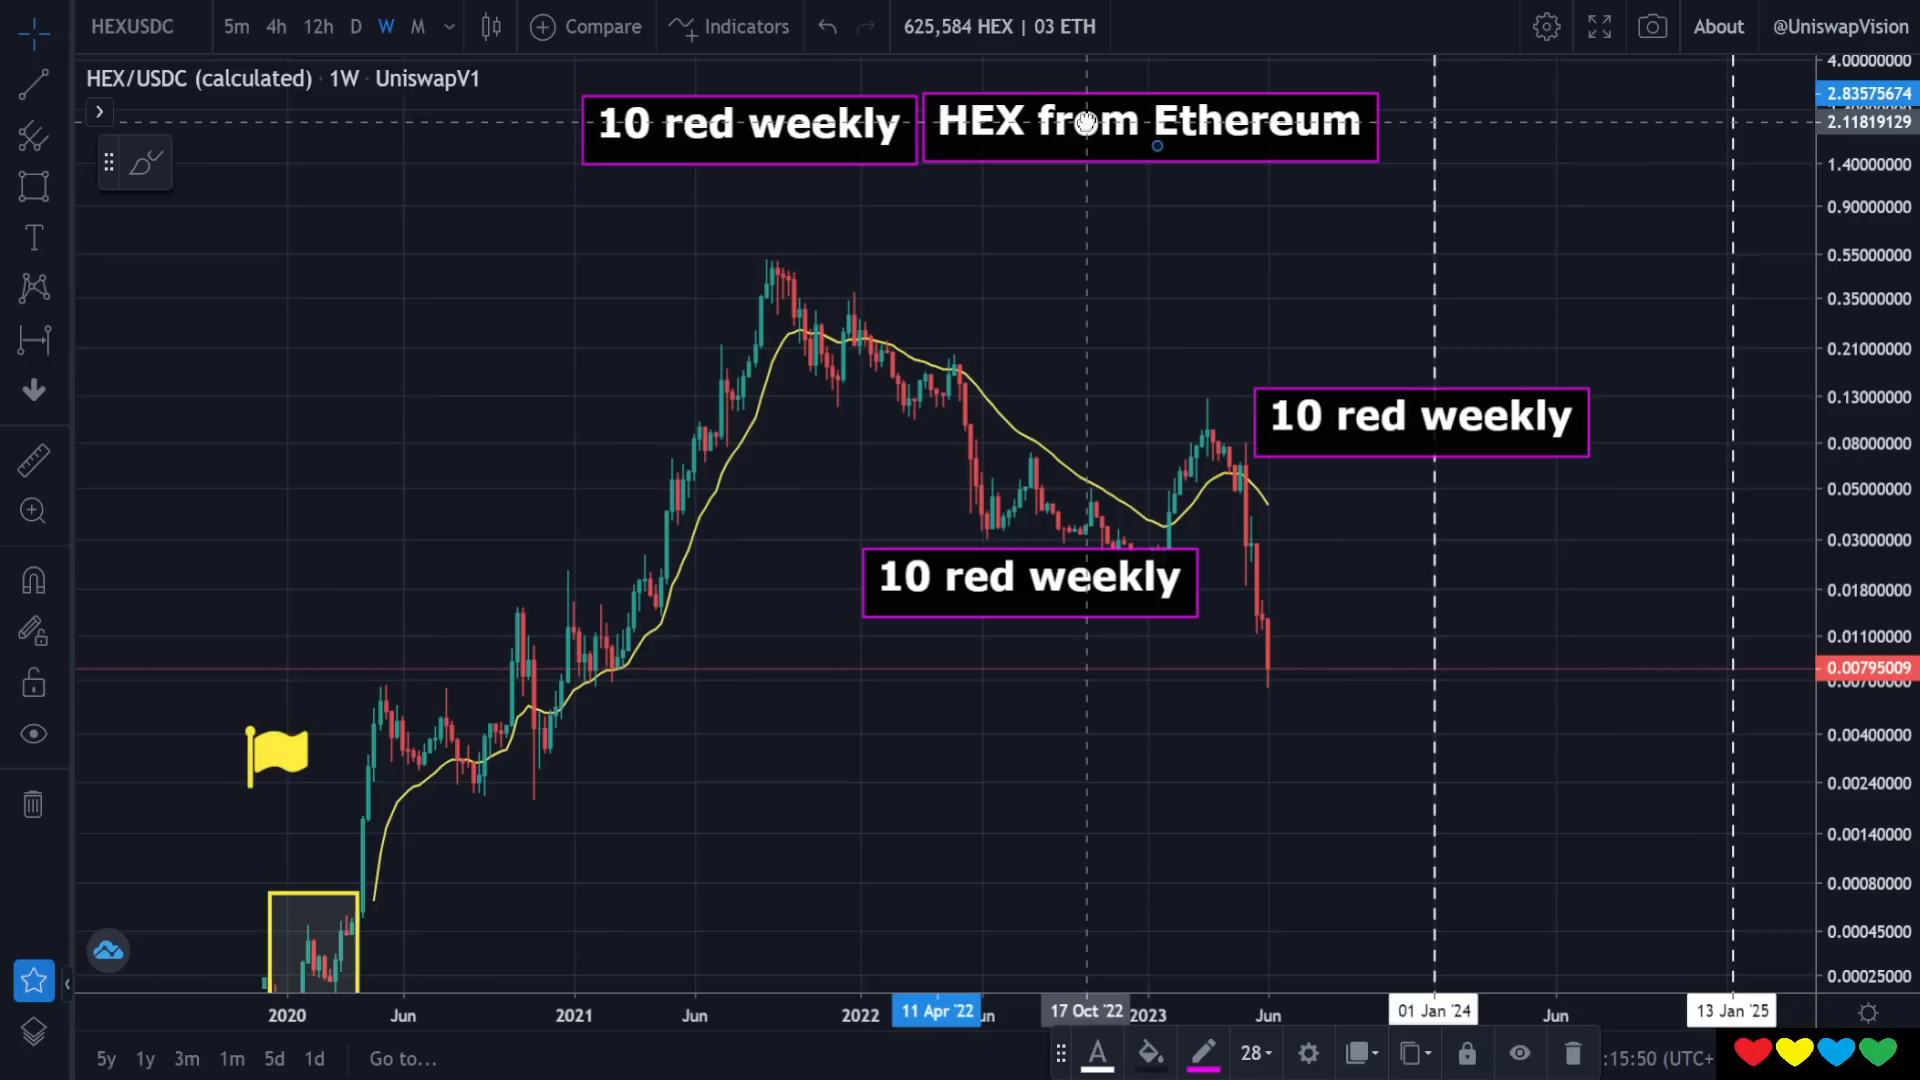 HEXUSDC 5m 4h 12h D W M Compare Indicators 625,584 HEX | 03 ETH About @UniswapVision
HEX/USDC (calculated) · 1W · UniswapV1
10 red weekly
HEX from Ethereum
10 red weekly
10 red weekly
4.00000000
2.83575674
2.11819129
1.40000000
0.90000000
0.55000000
0.35000000
0.21000000
0.13000000
0.08000000
0.05000000
0.03000000
0.01800000
0.01100000
0.00795009
0.00700000
0.00400000
0.00240000
0.00140000
0.00080000
0.00045000
0.00025000
2020 Jun 2021 Jun 2022 11 Apr '22 un 17 Oct '22 2023 Jun 01 Jan '24 Jun 13 Jan '25
5y 1y 3m 1m 5d 1d Go to... A 28 :15:50 (UTC+